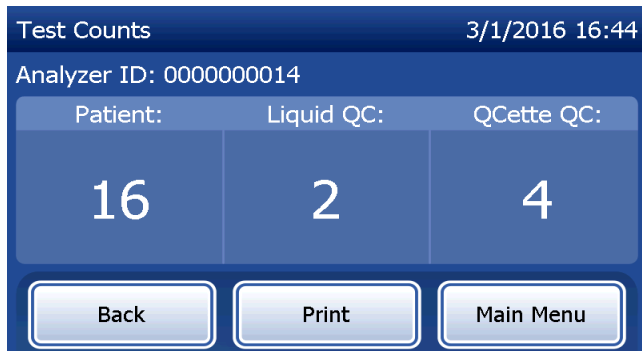 Test Counts 3/1/2016 16:44
Analyzer ID: 0000000014
Patient: Liquid QC: QCette QC:
16 2 4
Back Print Main Menu